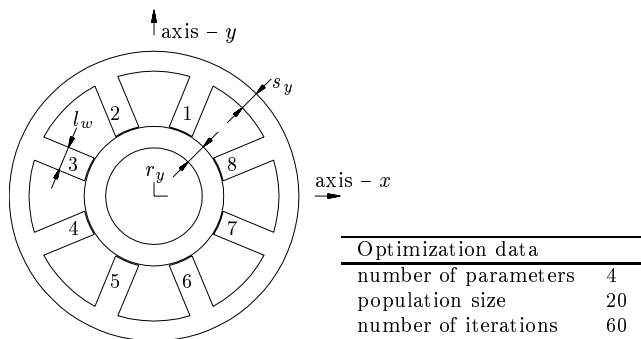 axis – y
s_y
2
1
l_w
3
8
r_y
axis – x
4
7
5
6
Optimization data
number of parameters 4
population size 20
number of iterations 60